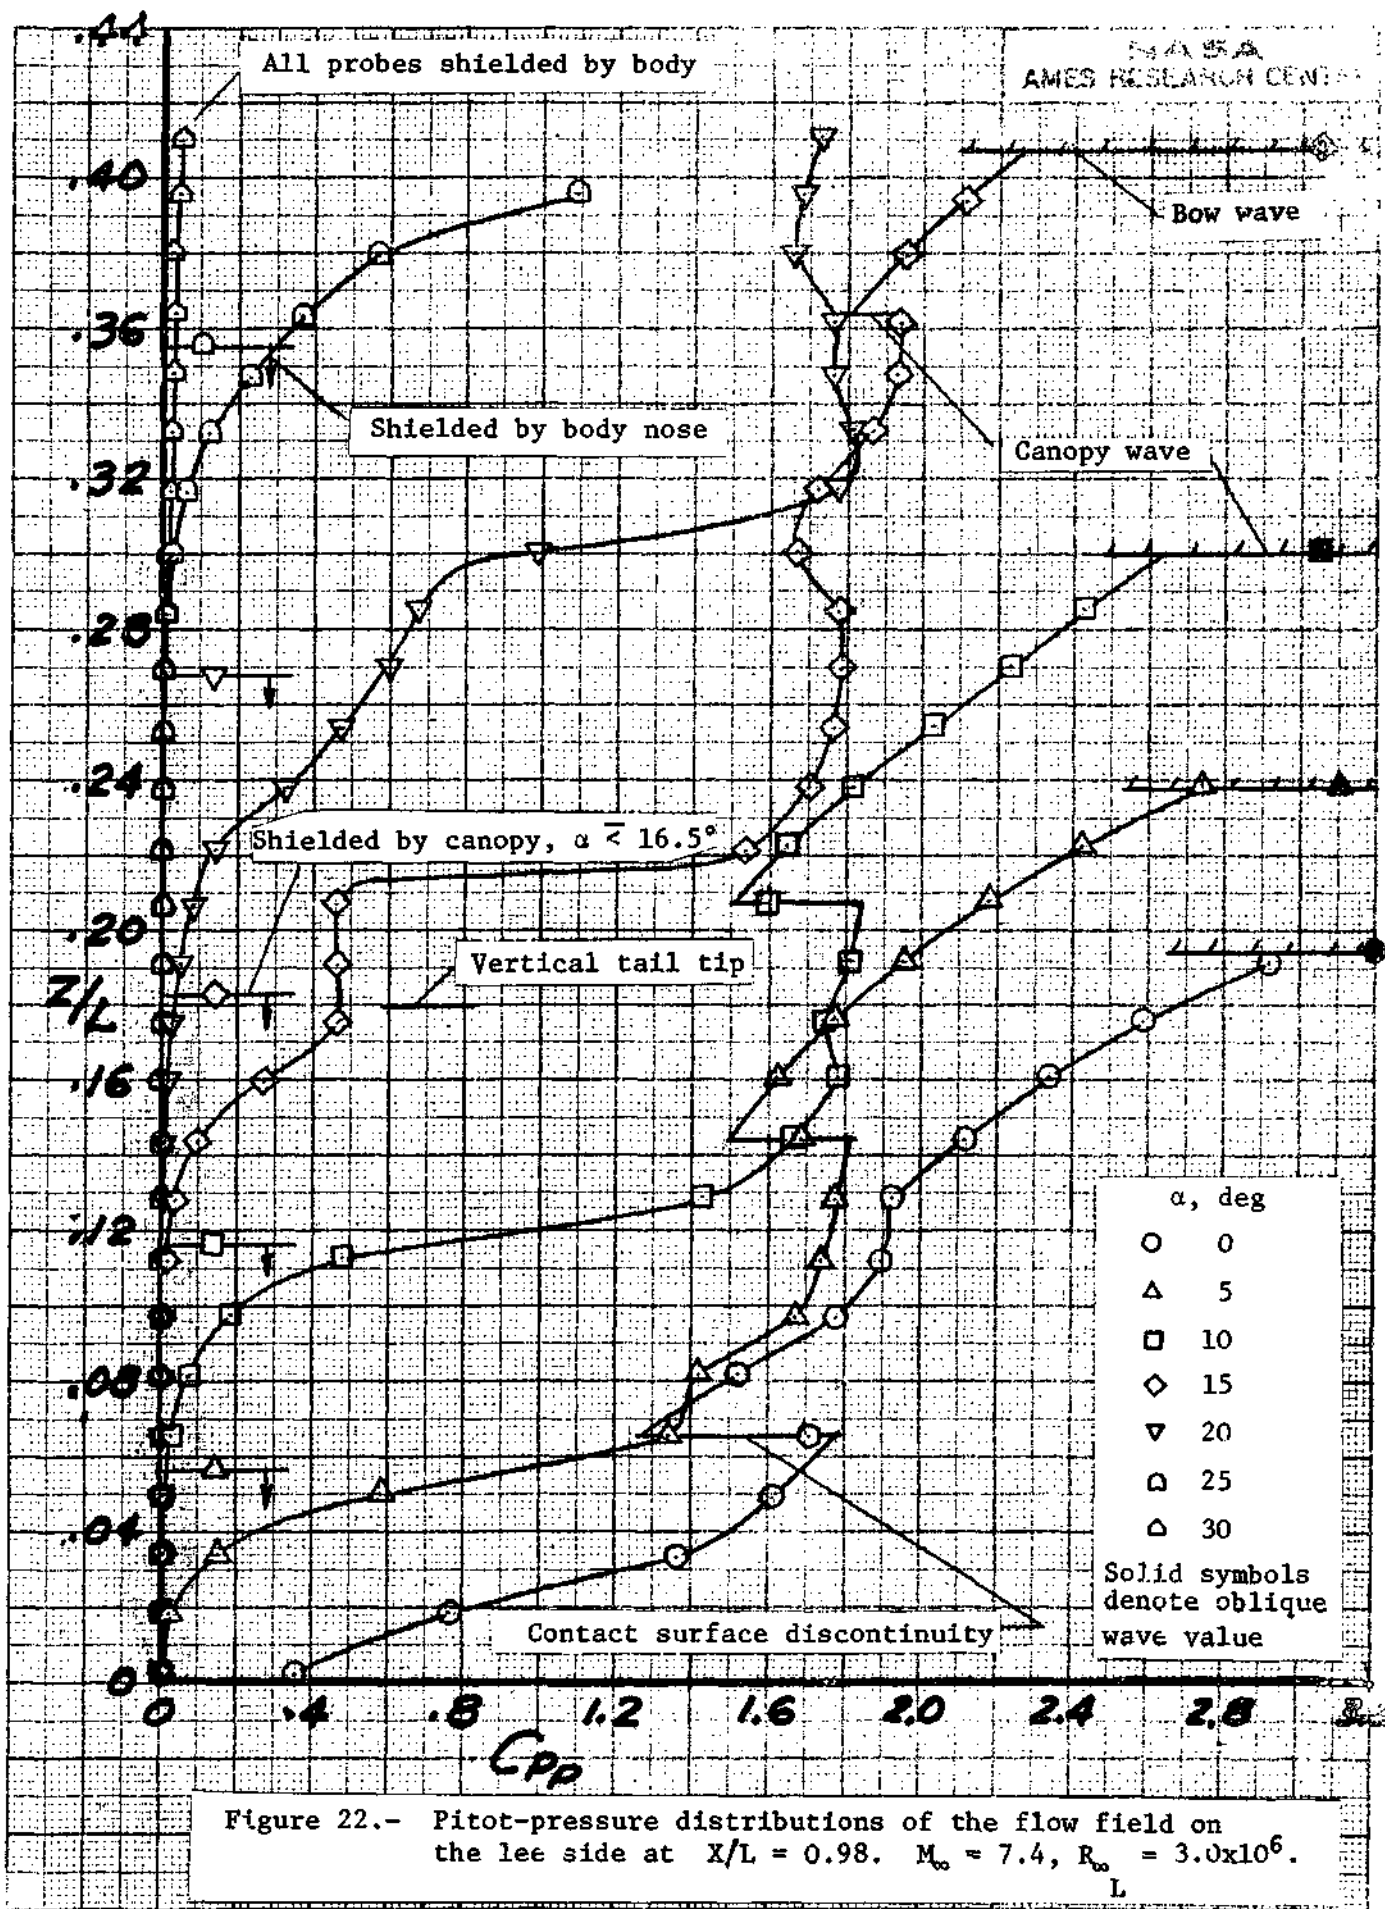 .44
All probes shielded by body
NASA
AMES RESEARCH CENT
.40
Bow wave
.36
Shielded by body nose
Canopy wave
.32
.28
.24
Shielded by canopy, α ≤ 16.5°
.20
Vertical tail tip
Z/L
.16
α, deg
.12
0
5
10
.08
15
20
25
.04
30
Solid symbols
denote oblique
wave value
Contact surface discontinuity
0
0 .4 .8 1.2 1.6 2.0 2.4 2.8
Cpp
Figure 22.- Pitot-pressure distributions of the flow field on
the lee side at X/L = 0.98. M∞ = 7.4, R∞L = 3.0x10⁶.